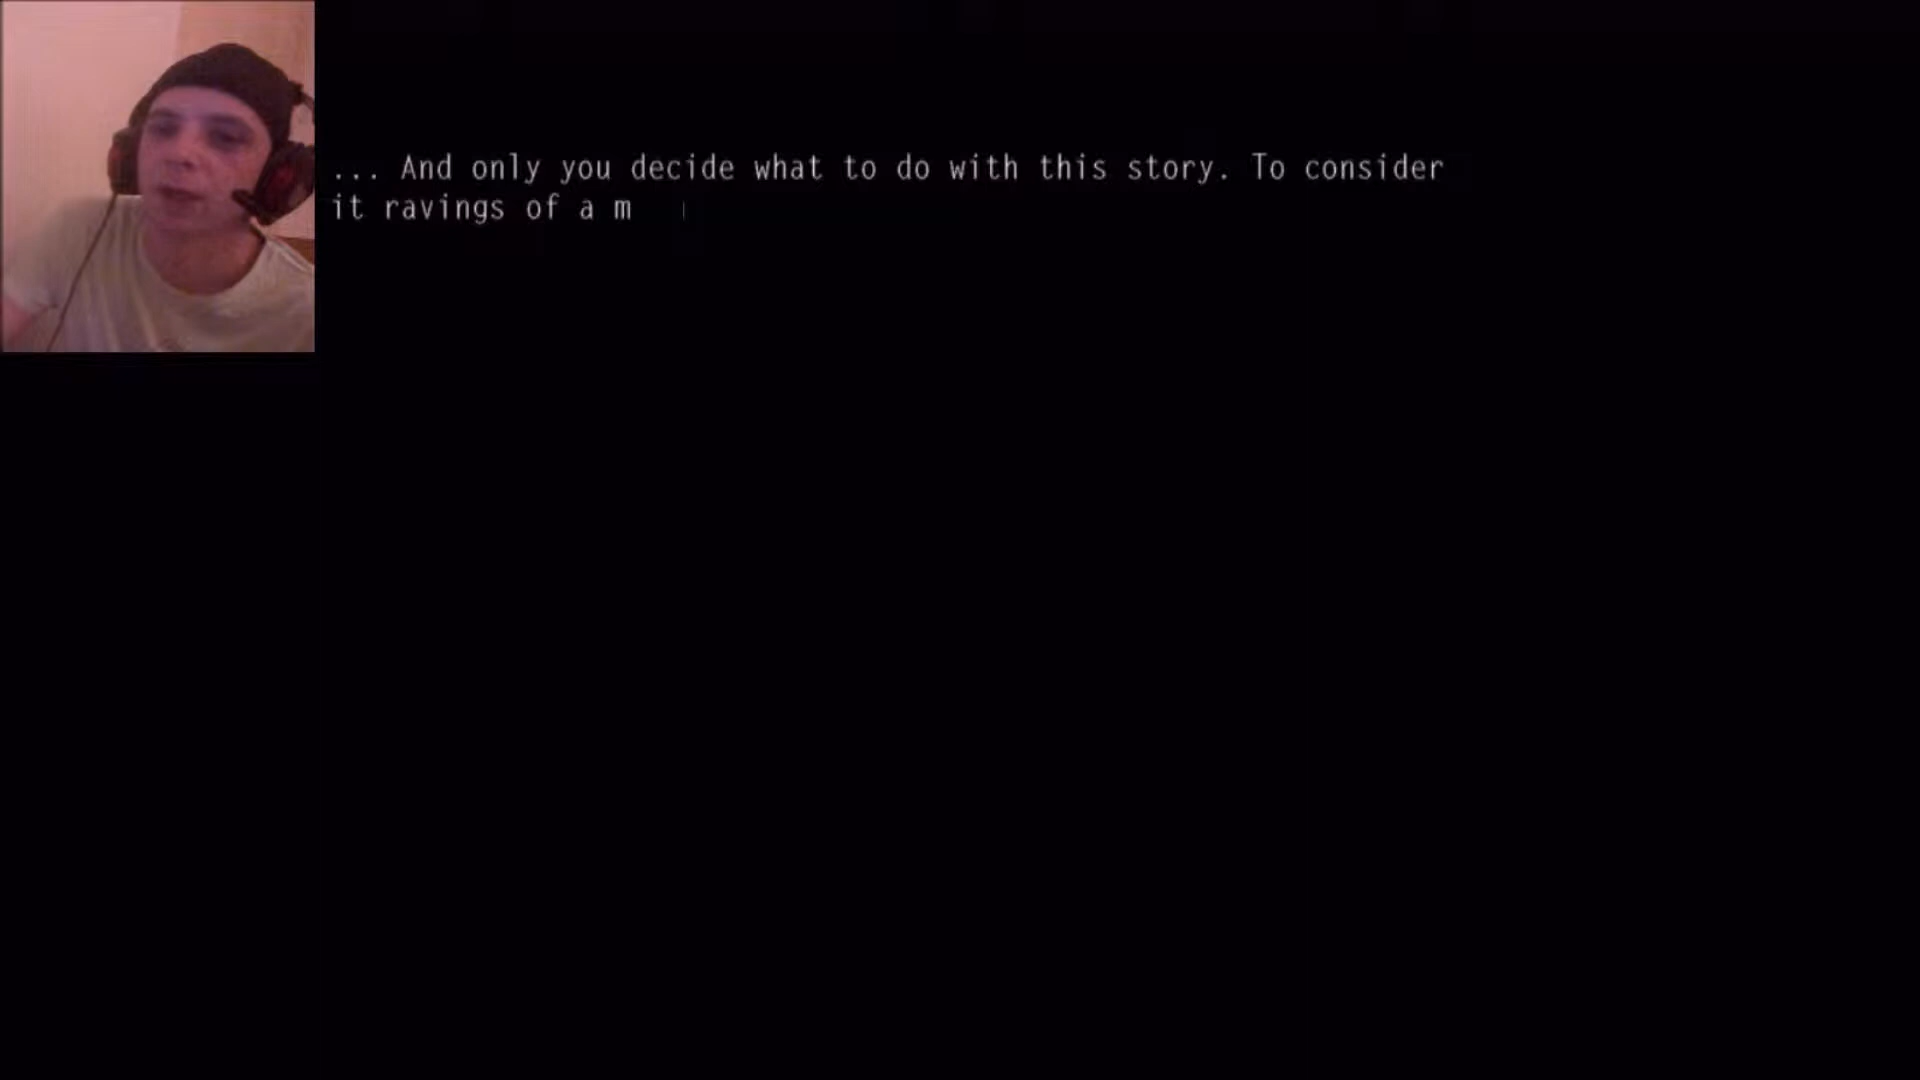 ... And only you decide what to do with this story. To consider
it ravings of a m